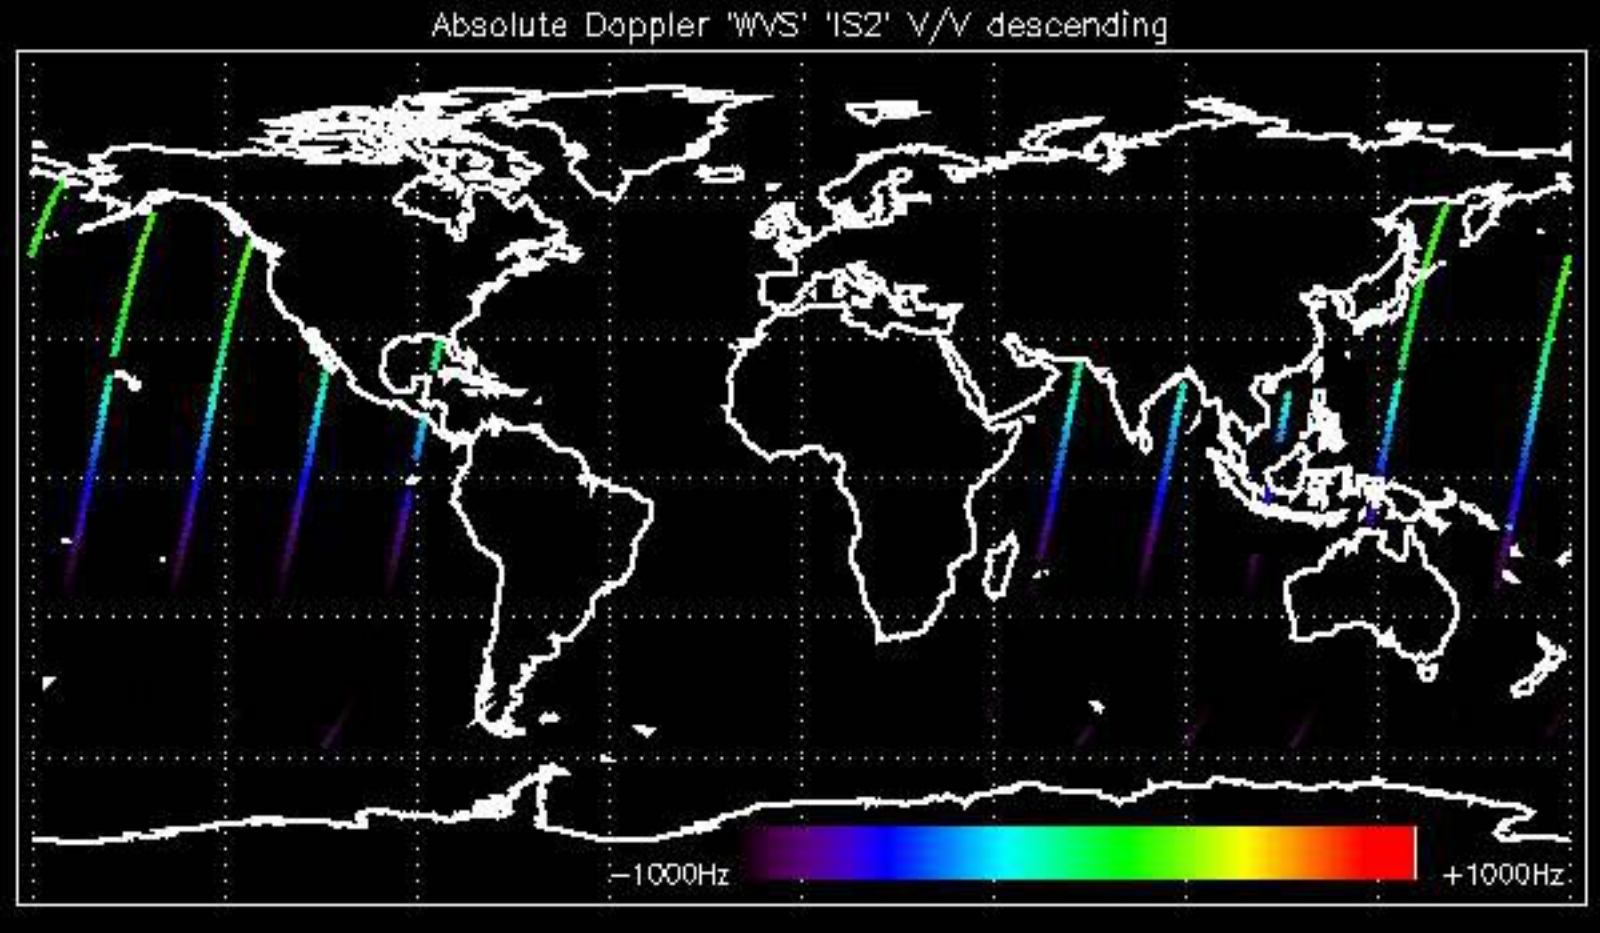 Absolute Doppler 'WVS' 'IS2' V/V descending
−1000Hz
+1000Hz